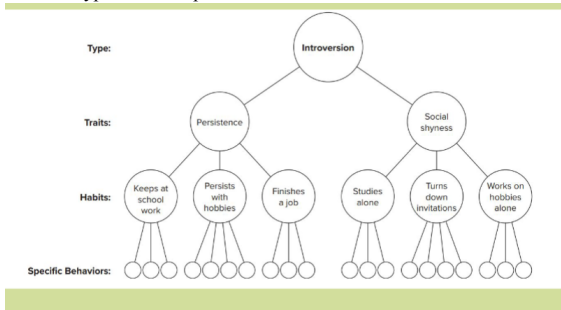 Type:
Introversion
Traits:
Persistence
Social
shyness
Habits:
Keeps at
school
work
Persists
with
hobbies
Finishes
a job
Studies
alone
Turns
down
invitations
Works on
hobbies
alone
Specific Behaviors: